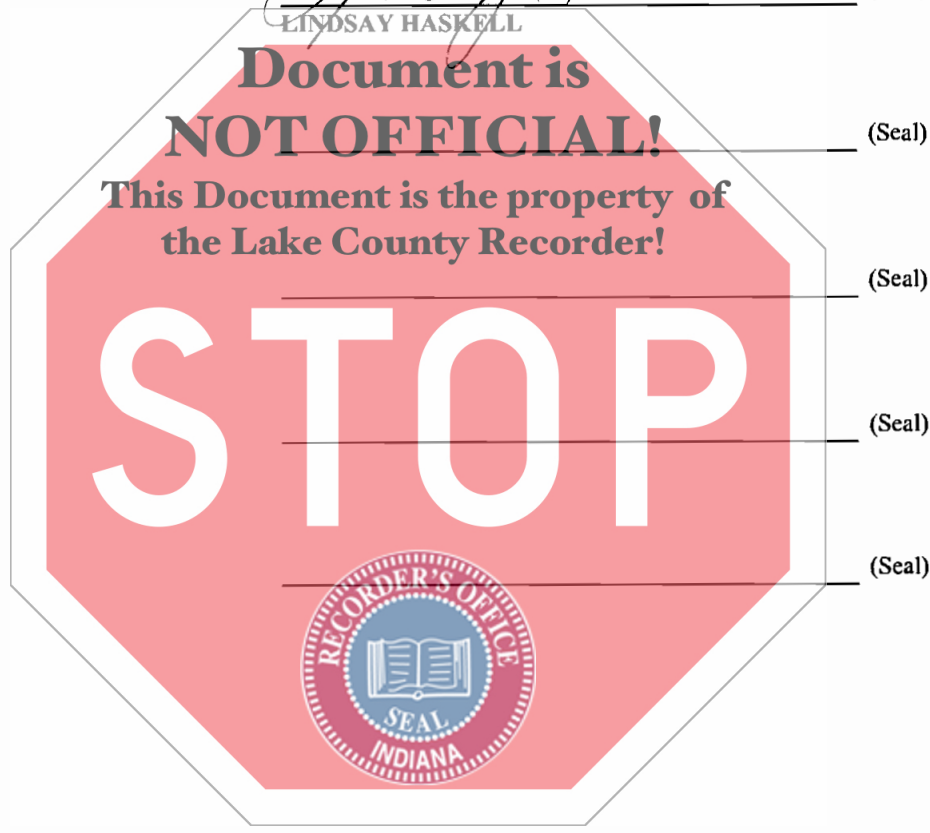 LINDSAY HASKELL
Document is
NOT OFFICIAL!
(Seal)
This Document is the property of
the Lake County Recorder!
(Seal)
STOP
(Seal)
(Seal)
RECORDER'S OFFICE
SEAL
INDIANA